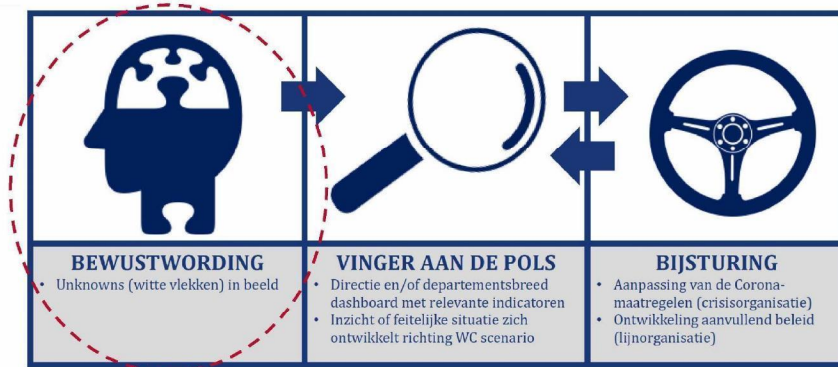 BEWUSTWORDING
• Unknowns (witte vlekken) in beeld
VINGER AAN DE POLS
• Directie en/of departementsbreed
dashboard met relevante indicatoren
• Inzicht of feitelijke situatie zich
ontwikkelt richting WC scenario
BIJSTURING
• Aanpassing van de Corona-
maatregelen (crisisorganisatie)
• Ontwikkeling aanvullend beleid
(lijnorganisatie)